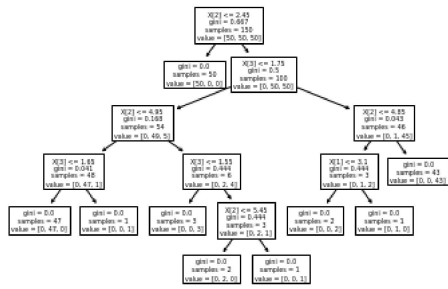 X[2] <= 2.45
gini = 0.667
samples = 150
value = [50, 50, 50]
gini = 0.0
samples = 50
value = [50, 0, 0]
X[3] <= 1.75
gini = 0.5
samples = 100
value = [0, 50, 50]
X[2] <= 4.95
gini = 0.168
samples = 54
value = [0, 49, 5]
X[2] <= 4.85
gini = 0.043
samples = 46
value = [0, 1, 45]
X[3] <= 1.65
gini = 0.041
samples = 48
value = [0, 47, 1]
X[3] <= 1.55
gini = 0.444
samples = 6
value = [0, 2, 4]
X[1] <= 3.1
gini = 0.444
samples = 3
value = [0, 1, 2]
gini = 0.0
samples = 43
value = [0, 0, 43]
gini = 0.0
samples = 47
value = [0, 47, 0]
gini = 0.0
samples = 1
value = [0, 0, 1]
gini = 0.0
samples = 3
value = [0, 0, 3]
X[2] <= 5.45
gini = 0.444
samples = 3
value = [0, 2, 1]
gini = 0.0
samples = 2
value = [0, 0, 2]
gini = 0.0
samples = 1
value = [0, 1, 0]
gini = 0.0
samples = 2
value = [0, 2, 0]
gini = 0.0
samples = 1
value = [0, 0, 1]